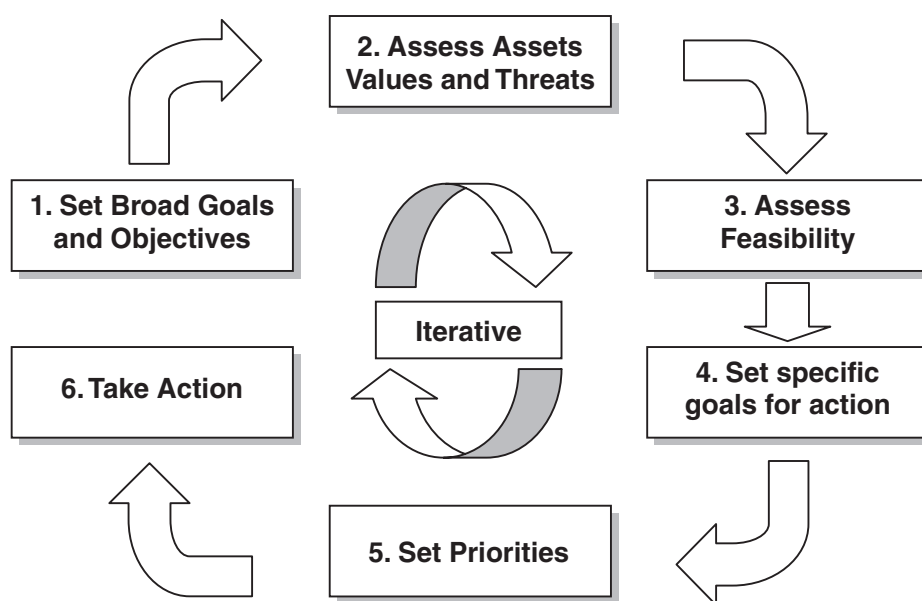 1. Set Broad Goals
and Objectives
2. Assess Assets
Values and Threats
3. Assess
Feasibility
4. Set specific
goals for action
5. Set Priorities
6. Take Action
Iterative